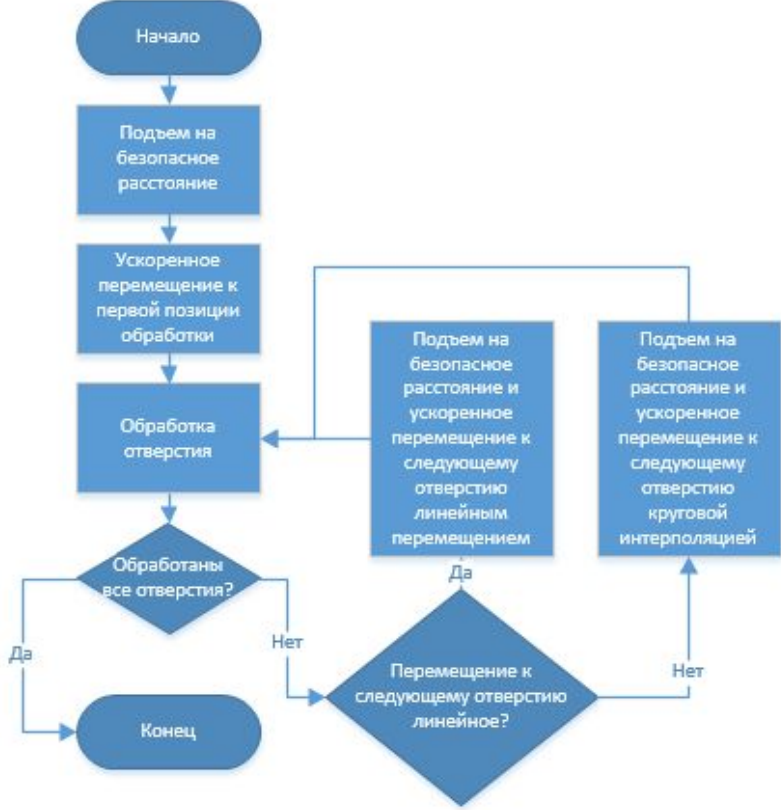 Начало
Подъем на
безопасное
расстояние
Ускоренное
перемещение к
первой позиции
обработки
Обработка
отверстия
Обработаны
все отверстия?
Да
Конец
Нет
Перемещение к
следующему отверстию
линейное?
Да
Подъем на
безопасное
расстояние и
ускоренное
перемещение к
следующему
отверстию
линейным
перемещением
Нет
Подъем на
безопасное
расстояние и
ускоренное
перемещение к
следующему
отверстию
круговой
интерполяцией